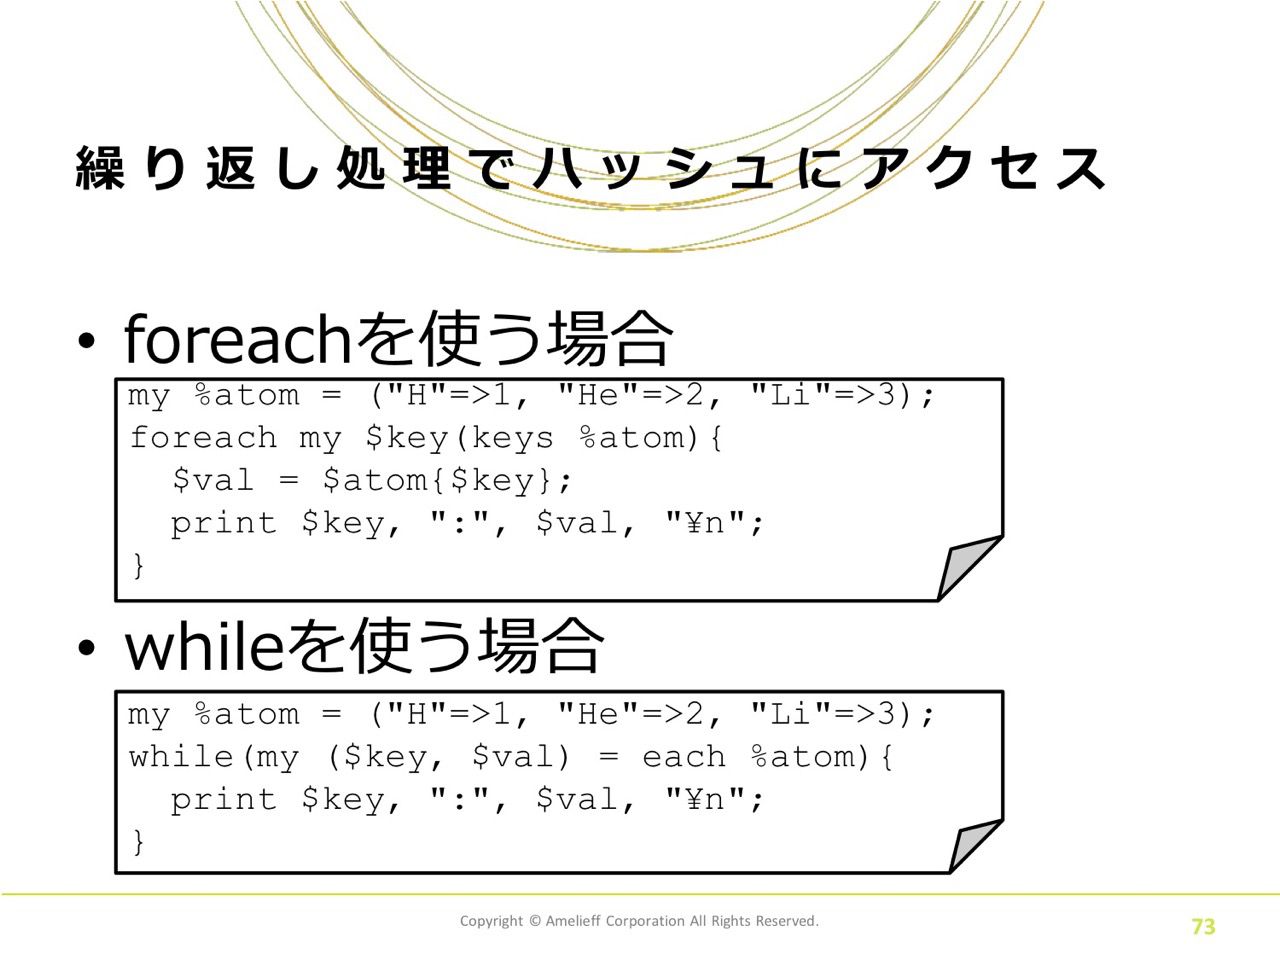 繰り返し処理でハッシュにアクセス
• foreachを使う場合
my %atom = ("H"=>1, "He"=>2, "Li"=>3);
foreach my $key(keys %atom){
  $val = $atom{$key};
  print $key, ":", $val, "¥n";
}
• whileを使う場合
my %atom = ("H"=>1, "He"=>2, "Li"=>3);
while(my ($key, $val) = each %atom){
  print $key, ":", $val, "¥n";
}
Copyright © Amelieff Corporation All Rights Reserved.
73